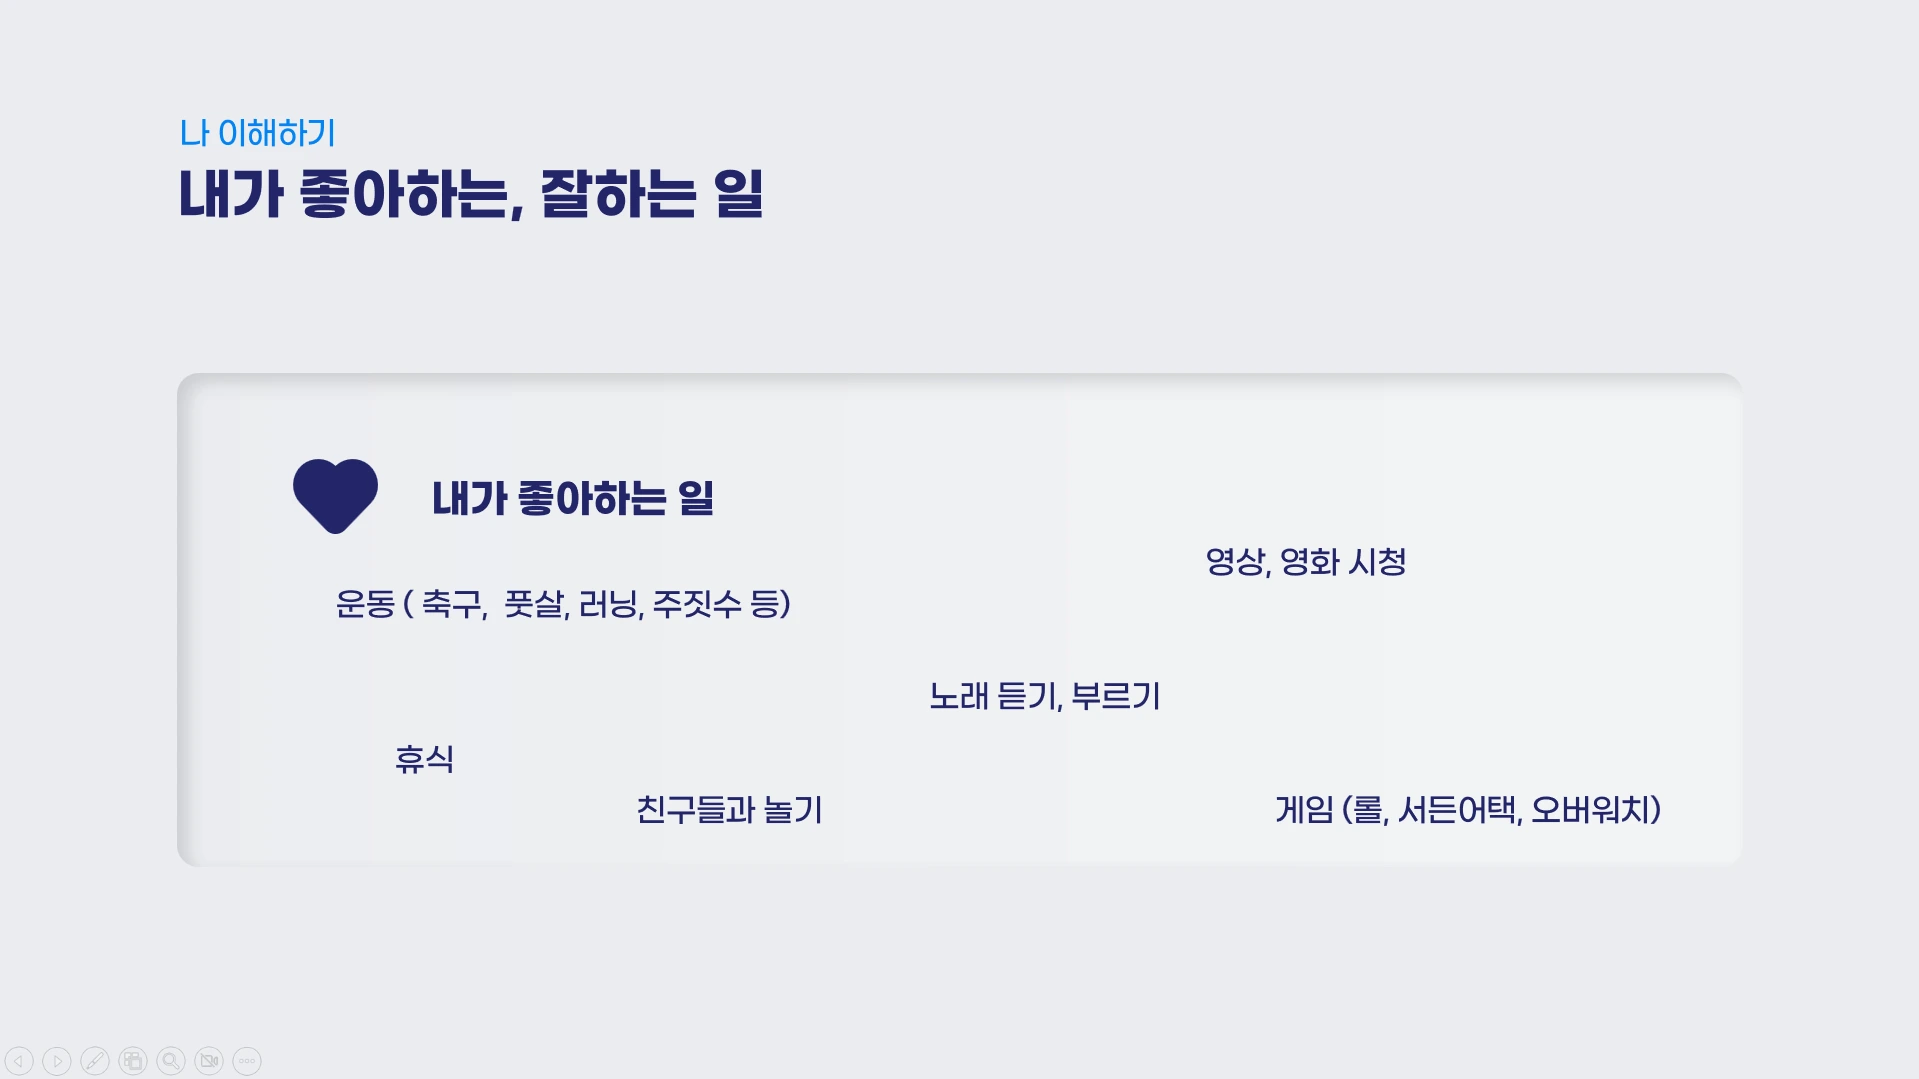 나 이해하기
내가 좋아하는, 잘하는 일
내가 좋아하는 일
영상, 영화 시청
운동 ( 축구,  풋살, 러닝, 주짓수 등)
노래 듣기, 부르기
휴식
친구들과 놀기
게임 (롤, 서든어택, 오버워치)